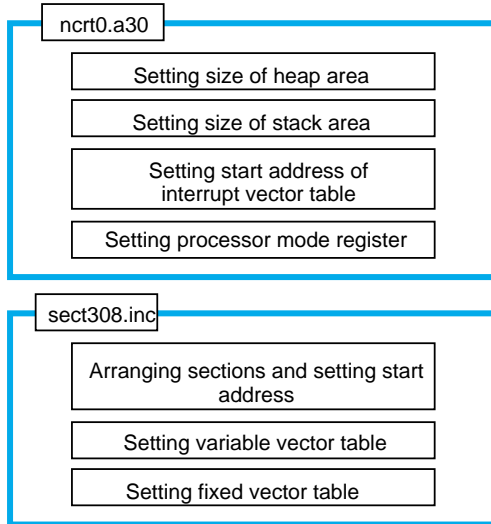 ncrt0.a30
Setting size of heap area
Setting size of stack area
Setting start address of
interrupt vector table
Setting processor mode register
sect308.inc
Arranging sections and setting start
address
Setting variable vector table
Setting fixed vector table